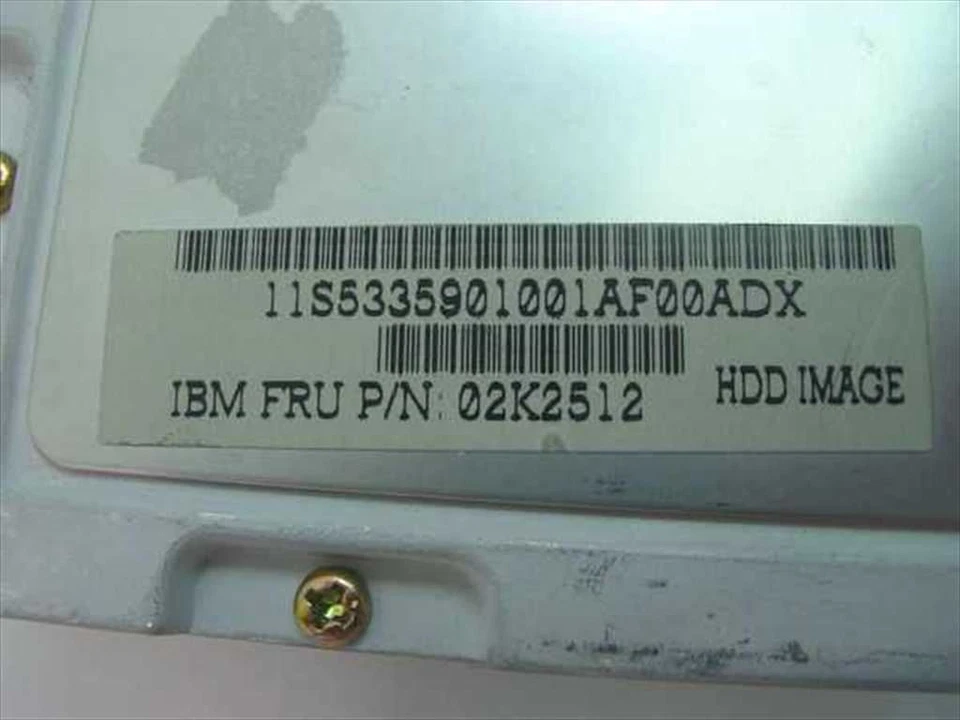 11S5335901001AF00ADX
IBM FRU P/N: 02K2512 HDD IMAGE